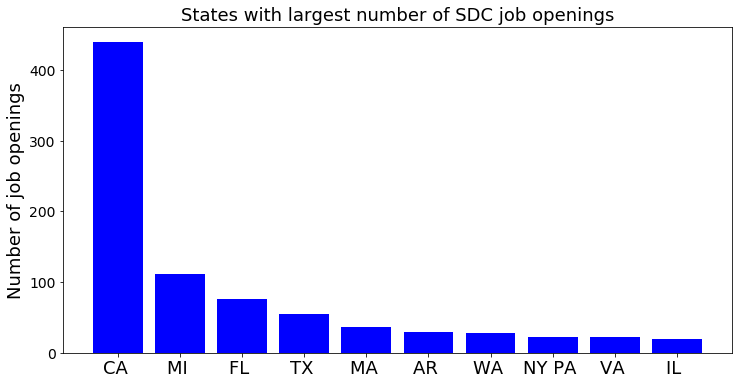 States with largest number of SDC job openings
Number of job openings
400
300
200
100
0
CA MI FL TX MA AR WA NY PA VA IL